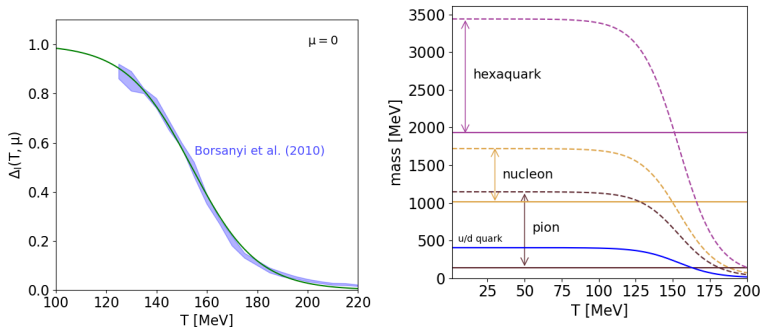 μ = 0
Borsanyi et al. (2010)
Δₗ(T, μ)
1.0
0.8
0.6
0.4
0.2
0.0
100 120 140 160 180 200 220
T [MeV]
mass [MeV]
3500
3000
2500
2000
1500
1000
500
0
hexaquark
nucleon
pion
u/d quark
25 50 75 100 125 150 175 200
T [MeV]